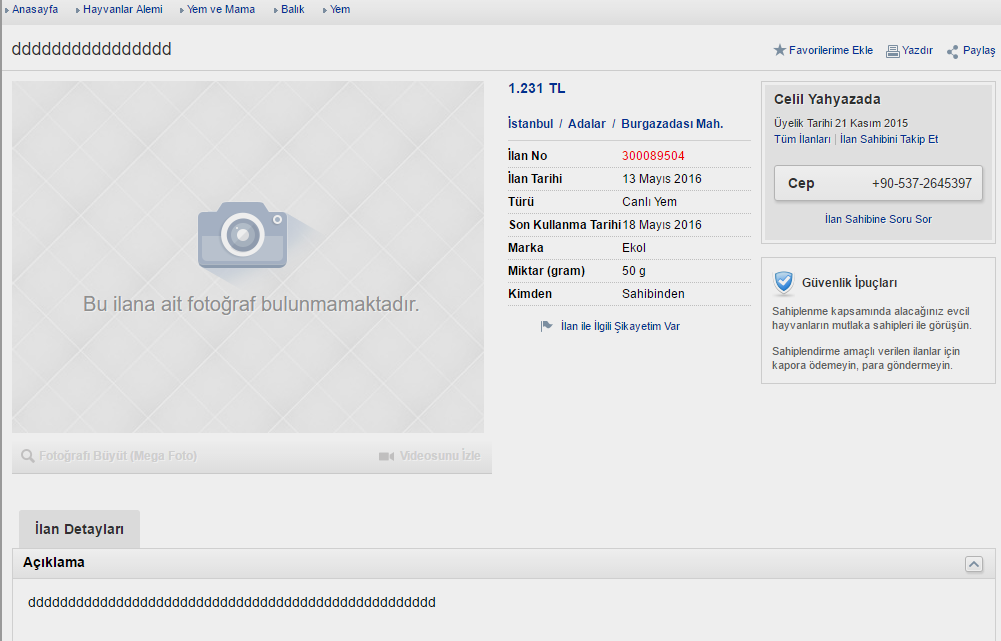 Anasayfa Hayvanlar Alemi Yem ve Mama Balık Yem
dddddddddddddddd
Favorilerime Ekle Yazdır Paylaş
Bu ilana ait fotoğraf bulunmamaktadır.
Fotoğrafı Büyüt (Mega Foto) Videosunu İzle
1.231 TL
İstanbul / Adalar / Burgazadası Mah.
İlan No 300089504
İlan Tarihi 13 Mayıs 2016
Türü Canlı Yem
Son Kullanma Tarihi 18 Mayıs 2016
Marka Ekol
Miktar (gram) 50 g
Kimden Sahibinden
İlan ile İlgili Şikayetim Var
Celil Yahyazada
Üyelik Tarihi 21 Kasım 2015
Tüm İlanları | İlan Sahibini Takip Et
Cep +90-537-2645397
İlan Sahibine Soru Sor
Güvenlik İpuçları
Sahiplenme kapsamında alacağınız evcil
hayvanların mutlaka sahipleri ile görüşün.
Sahiplendirme amaçlı verilen ilanlar için
kapora ödemeyin, para göndermeyin.
İlan Detayları
Açıklama
ddddddddddddddddddddddddddddddddddddddddddddddddddd